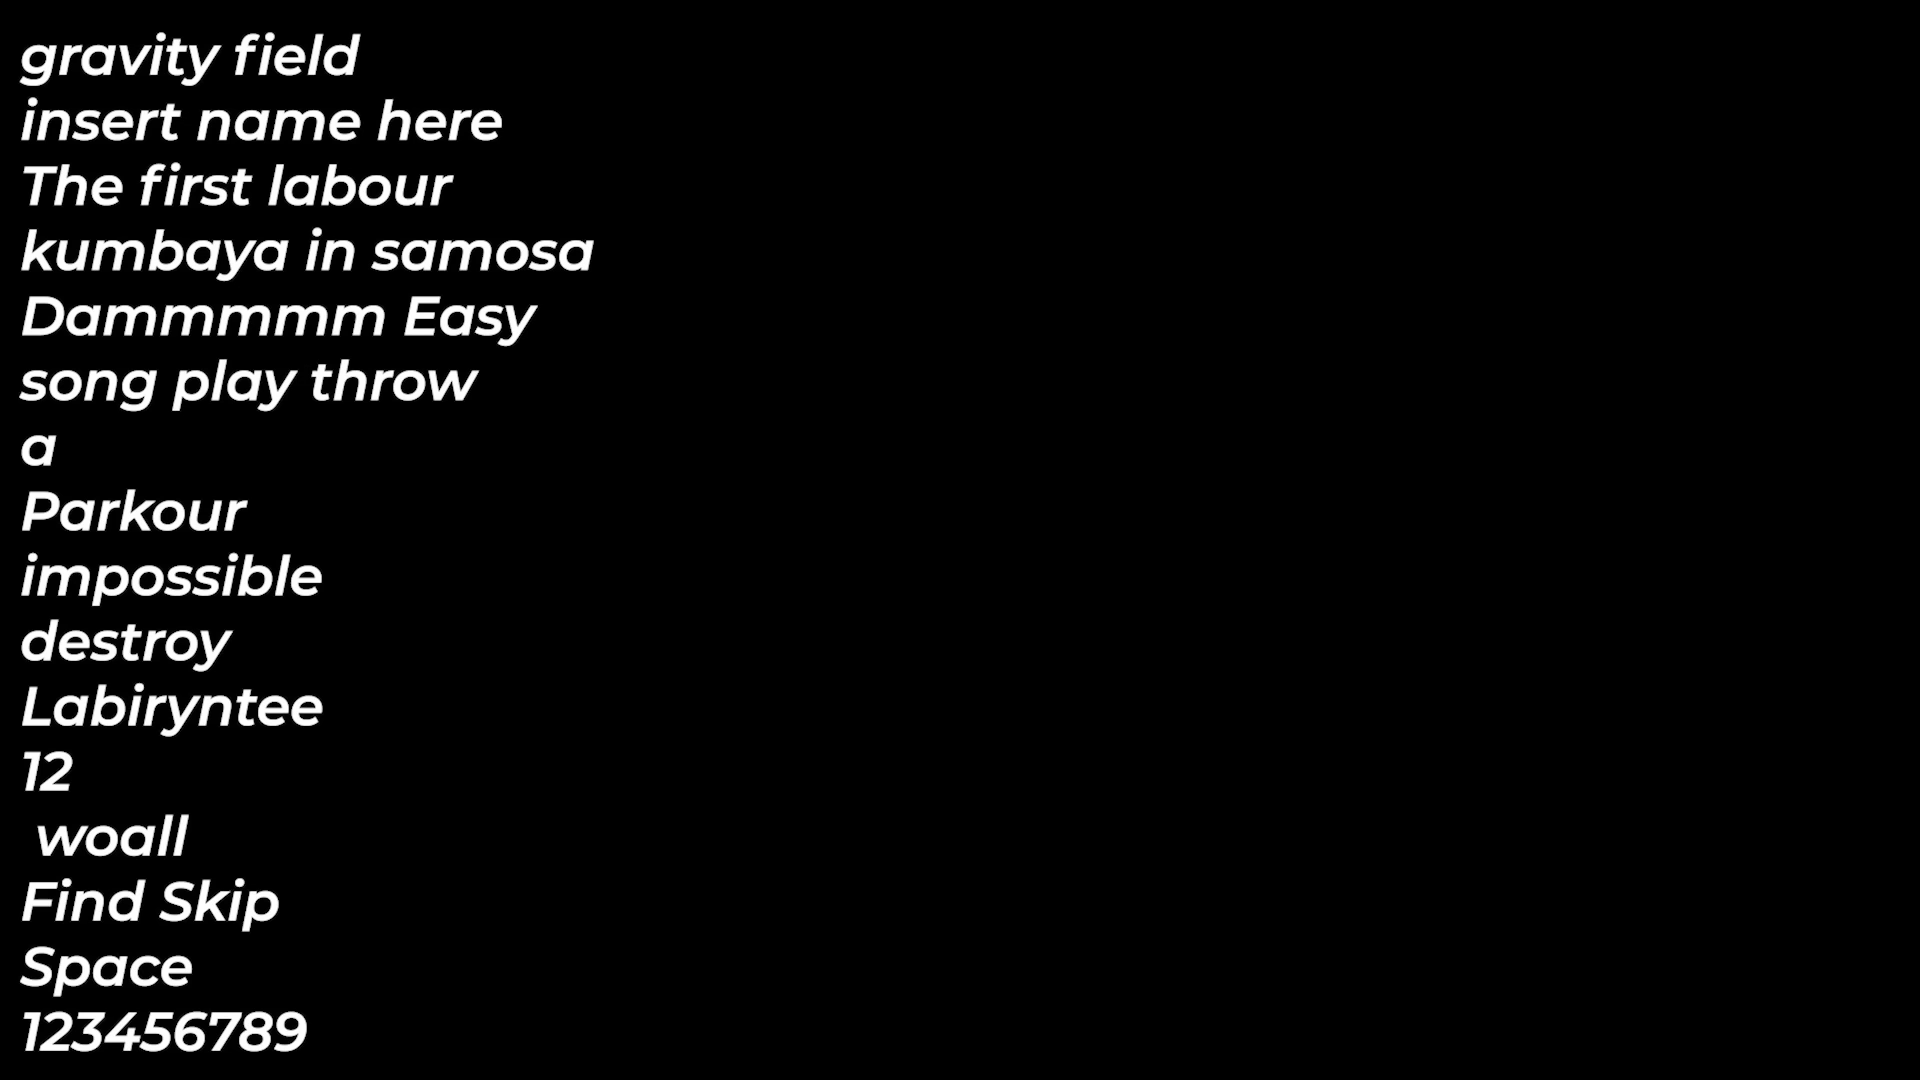 gravity field
insert name here
The first labour
kumbaya in samosa
Dammmmm Easy
song play throw
a
Parkour
impossible
destroy
Labiryntee
12
woall
Find Skip
Space
123456789